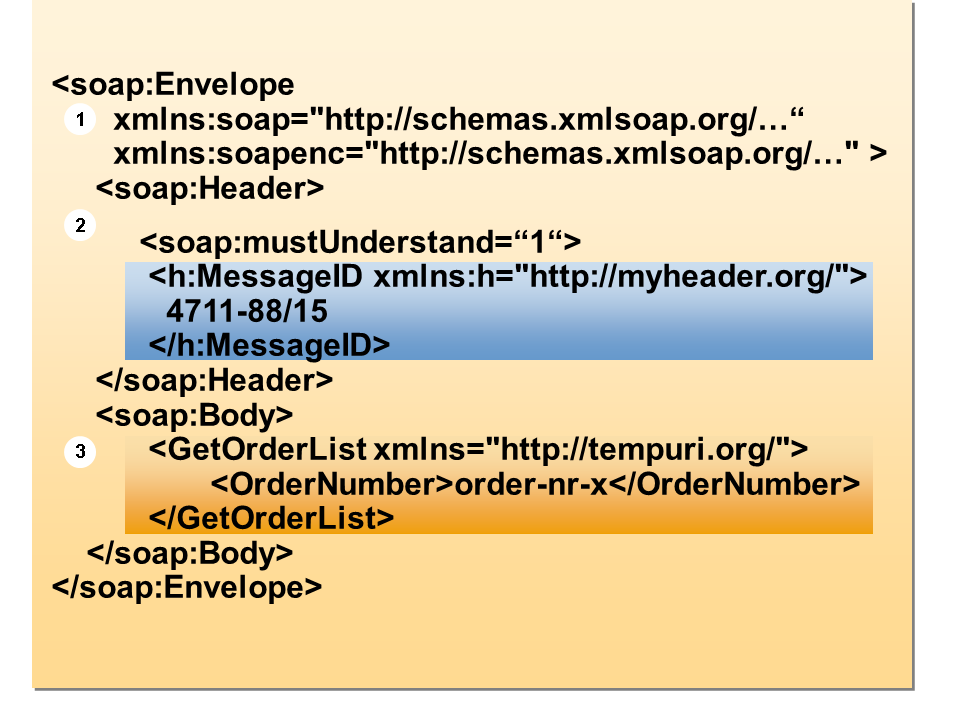 <soap:Envelope
1 xmlns:soap="http://schemas.xmlsoap.org/…“
xmlns:soapenc="http://schemas.xmlsoap.org/…" >
<soap:Header>
2
<soap:mustUnderstand=“1“>
<h:MessageID xmlns:h="http://myheader.org/">
4711-88/15
</h:MessageID>
</soap:Header>
<soap:Body>
3 <GetOrderList xmlns="http://tempuri.org/">
<OrderNumber>order-nr-x</OrderNumber>
</GetOrderList>
</soap:Body>
</soap:Envelope>